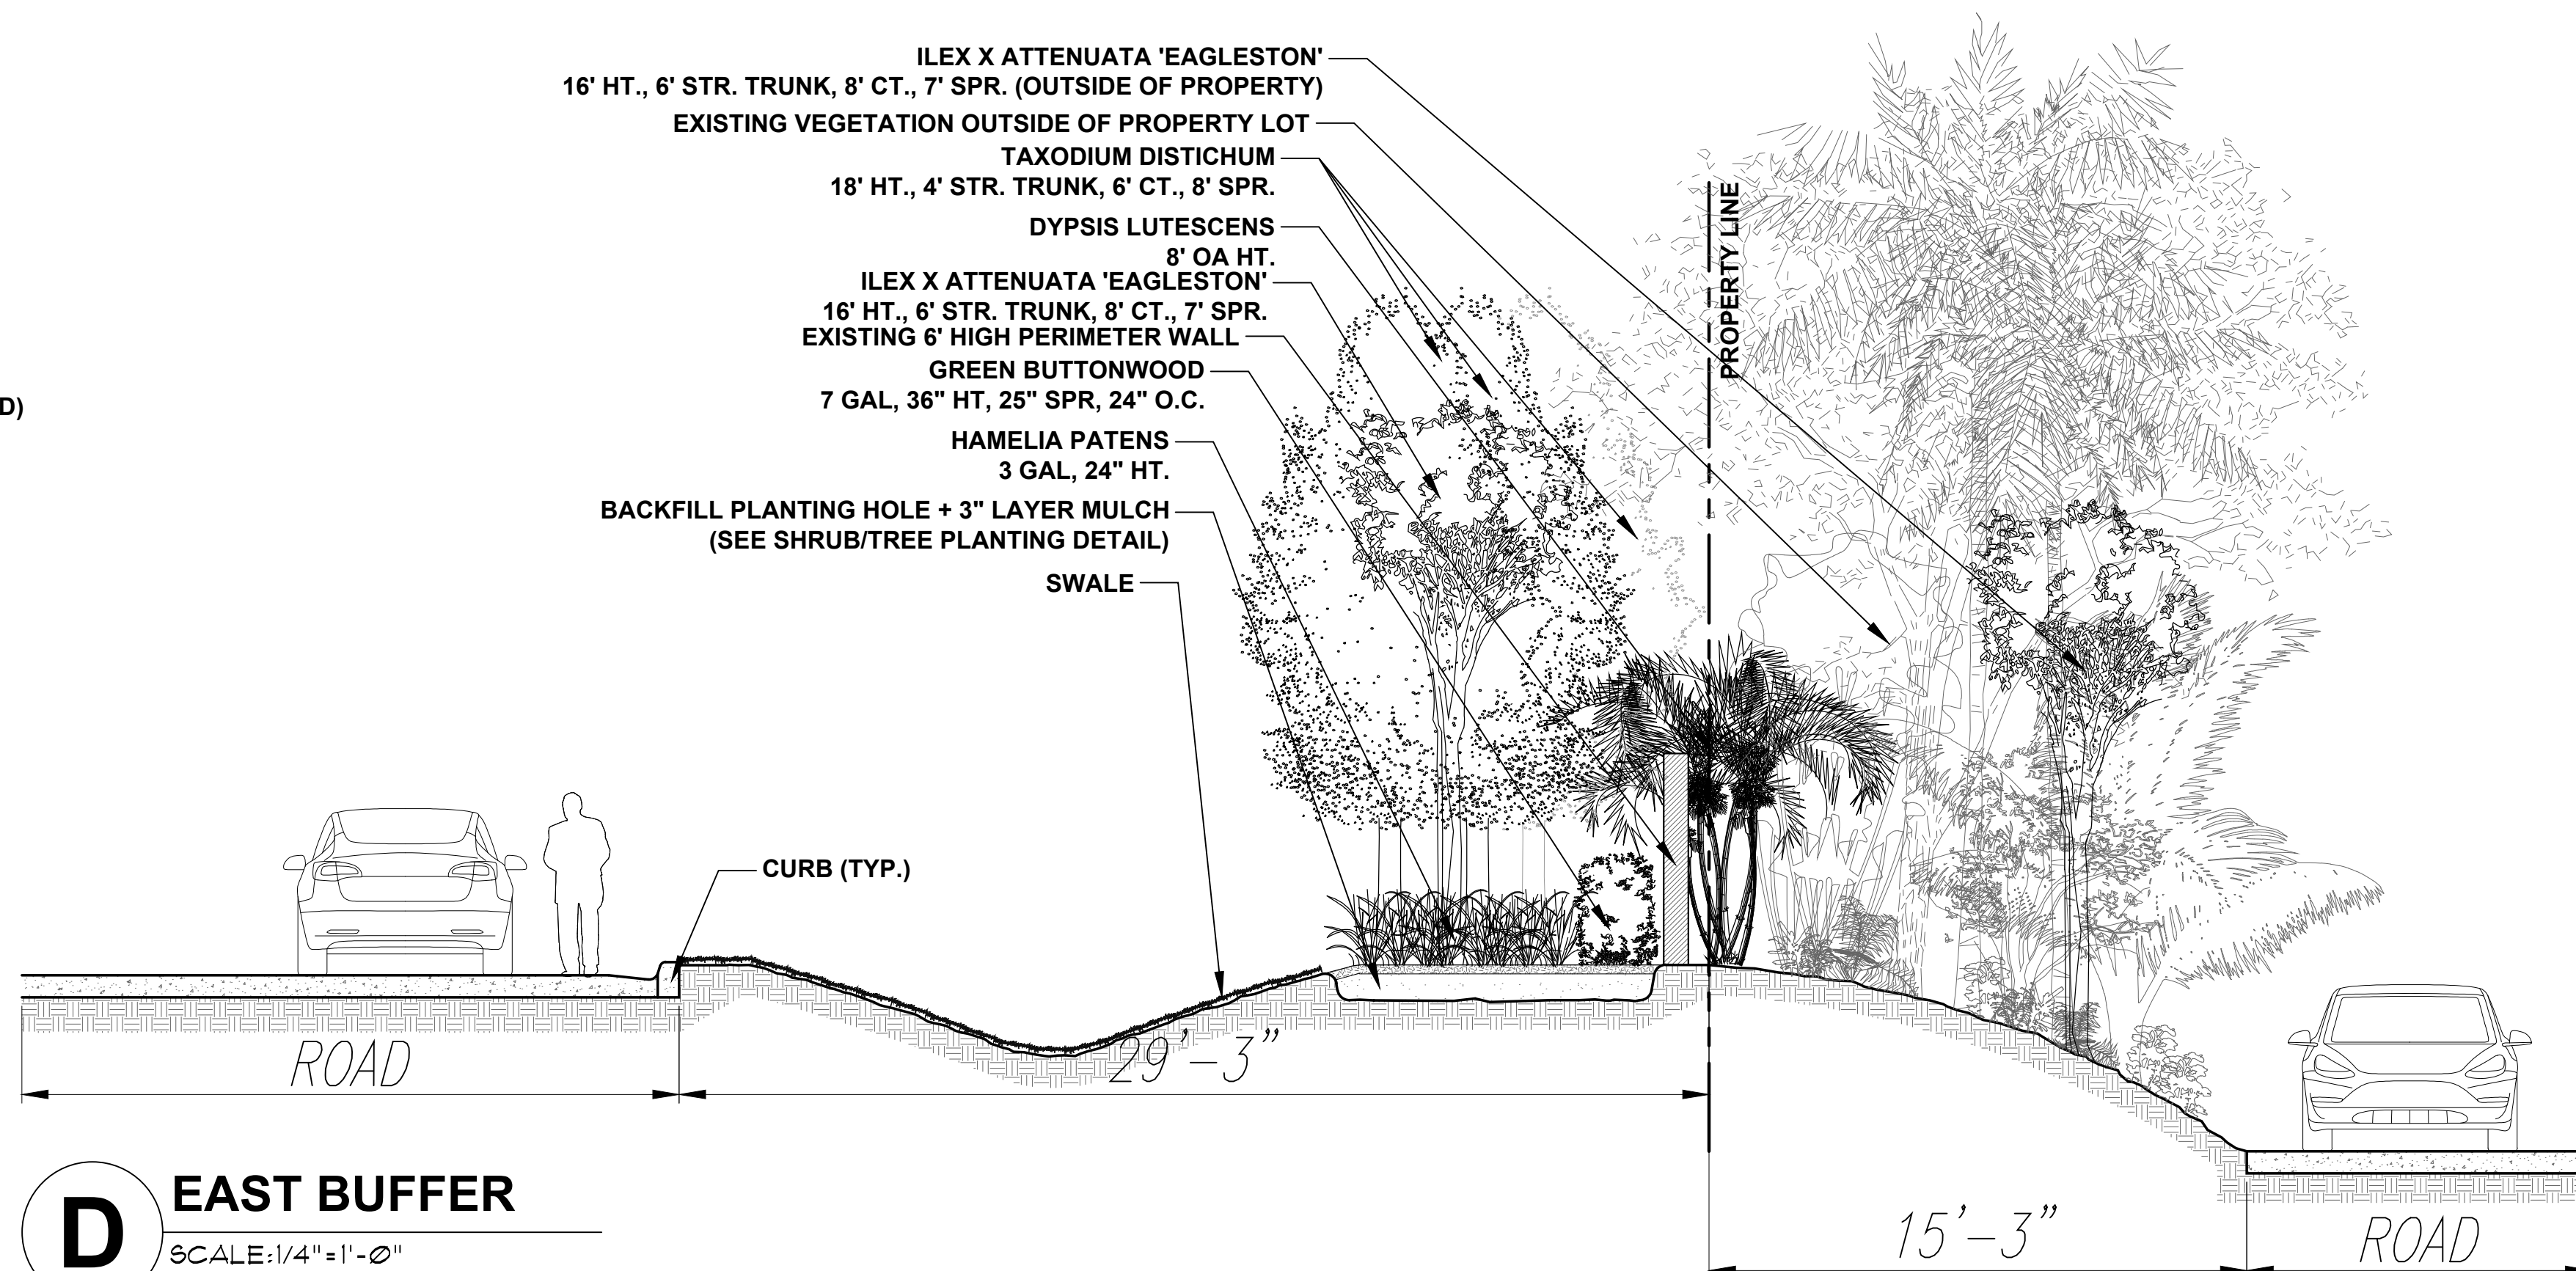 ILEX X ATTENUATA 'EAGLESTON'
16' HT., 6' STR. TRUNK, 8' CT., 7' SPR. (OUTSIDE OF PROPERTY)
EXISTING VEGETATION OUTSIDE OF PROPERTY LOT
TAXODIUM DISTICHUM
18' HT., 4' STR. TRUNK, 6' CT., 8' SPR.
DYPSIS LUTESCENS
8' OA HT.
ILEX X ATTENUATA 'EAGLESTON'
16' HT., 6' STR. TRUNK, 8' CT., 7' SPR.
EXISTING 6' HIGH PERIMETER WALL
GREEN BUTTONWOOD
7 GAL, 36" HT, 25" SPR, 24" O.C.
HAMELIA PATENS
3 GAL, 24" HT.
BACKFILL PLANTING HOLE + 3" LAYER MULCH
(SEE SHRUB/TREE PLANTING DETAIL)
SWALE
PROPERTY LINE
D)
CURB (TYP.)
ROAD
29'-3"
15'-3"
ROAD
D
EAST BUFFER
SCALE:1/4"=1'-0"